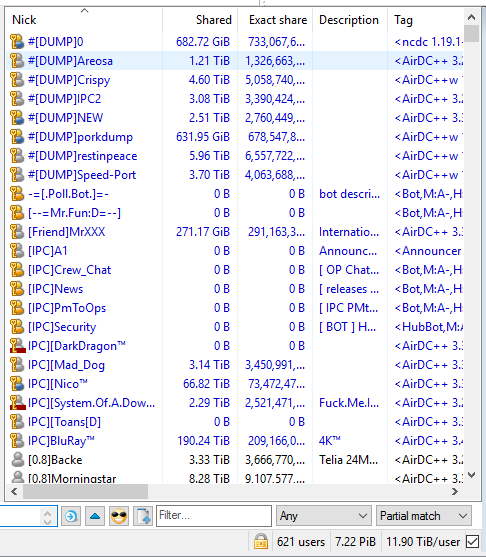 Nick Shared Exact share Description Tag
#[DUMP]0 682.72 GiB 733,067,6... <ncdc 1.19.1-
#[DUMP]Areosa 1.21 TiB 1,326,663,... <AirDC++ 3.2
#[DUMP]Crispy 4.60 TiB 5,058,740,... <AirDC++w
#[DUMP]IPC2 3.08 TiB 3,390,424,... <AirDC++ 3.2
#[DUMP]NEW 2.51 TiB 2,760,449,... <AirDC++w
#[DUMP]porkdump 631.95 GiB 678,547,8... <AirDC++w
#[DUMP]restinpeace 5.96 TiB 6,557,722,... <AirDC++w
#[DUMP]Speed-Port 3.70 TiB 4,063,688,... <AirDC++w
-=[.Poll.Bot.]=- 0 B 0 B bot descri... <Bot,M:A-,H:
[--=Mr.Fun:D=--] 0 B 0 B <Bot,M:A-,H:
[Friend]MrXXX 271.17 GiB 291,163,3... Internatio... <AirDC++ 3.
[IPC]A1 0 B 0 B Announc... <Announcer
[IPC]Crew_Chat 0 B 0 B [ OP Chat... <Bot,M:A-,H:
[IPC]News 0 B 0 B [ releases ... <Bot,M:A-,H:
[IPC]PmToOps 0 B 0 B [ IPC PMt... <Bot,M:A-,H:
[IPC]Security 0 B 0 B [ BOT ] H... <HubBot,M:A
IPC][DarkDragon™ 0 B 0 B <AirDC++ 3.
IPC][Mad_Dog 3.14 TiB 3,450,991,... <AirDC++ 3.
IPC][Nico™ 66.82 TiB 73,472,47... <AirDC++ 3.
IPC][System.Of.A.Dow... 2.29 TiB 2,521,471,... Fuck.Me.I... <AirDC++ 3.
IPC][Toans[D] 0 B 0 B <AirDC++ 3.
IPC]BluRay™ 190.24 TiB 209,166,0... 4K™ <AirDC++ 3.4
[0.8]Backe 3.33 TiB 3,666,770,... Telia 24M... <AirDC++ 3.
[0.8]Morningstar 8.28 TiB 9,107,577,... <AirDC++ 3.
Filter... Any Partial match
621 users 7.22 PiB 11.90 TiB/user